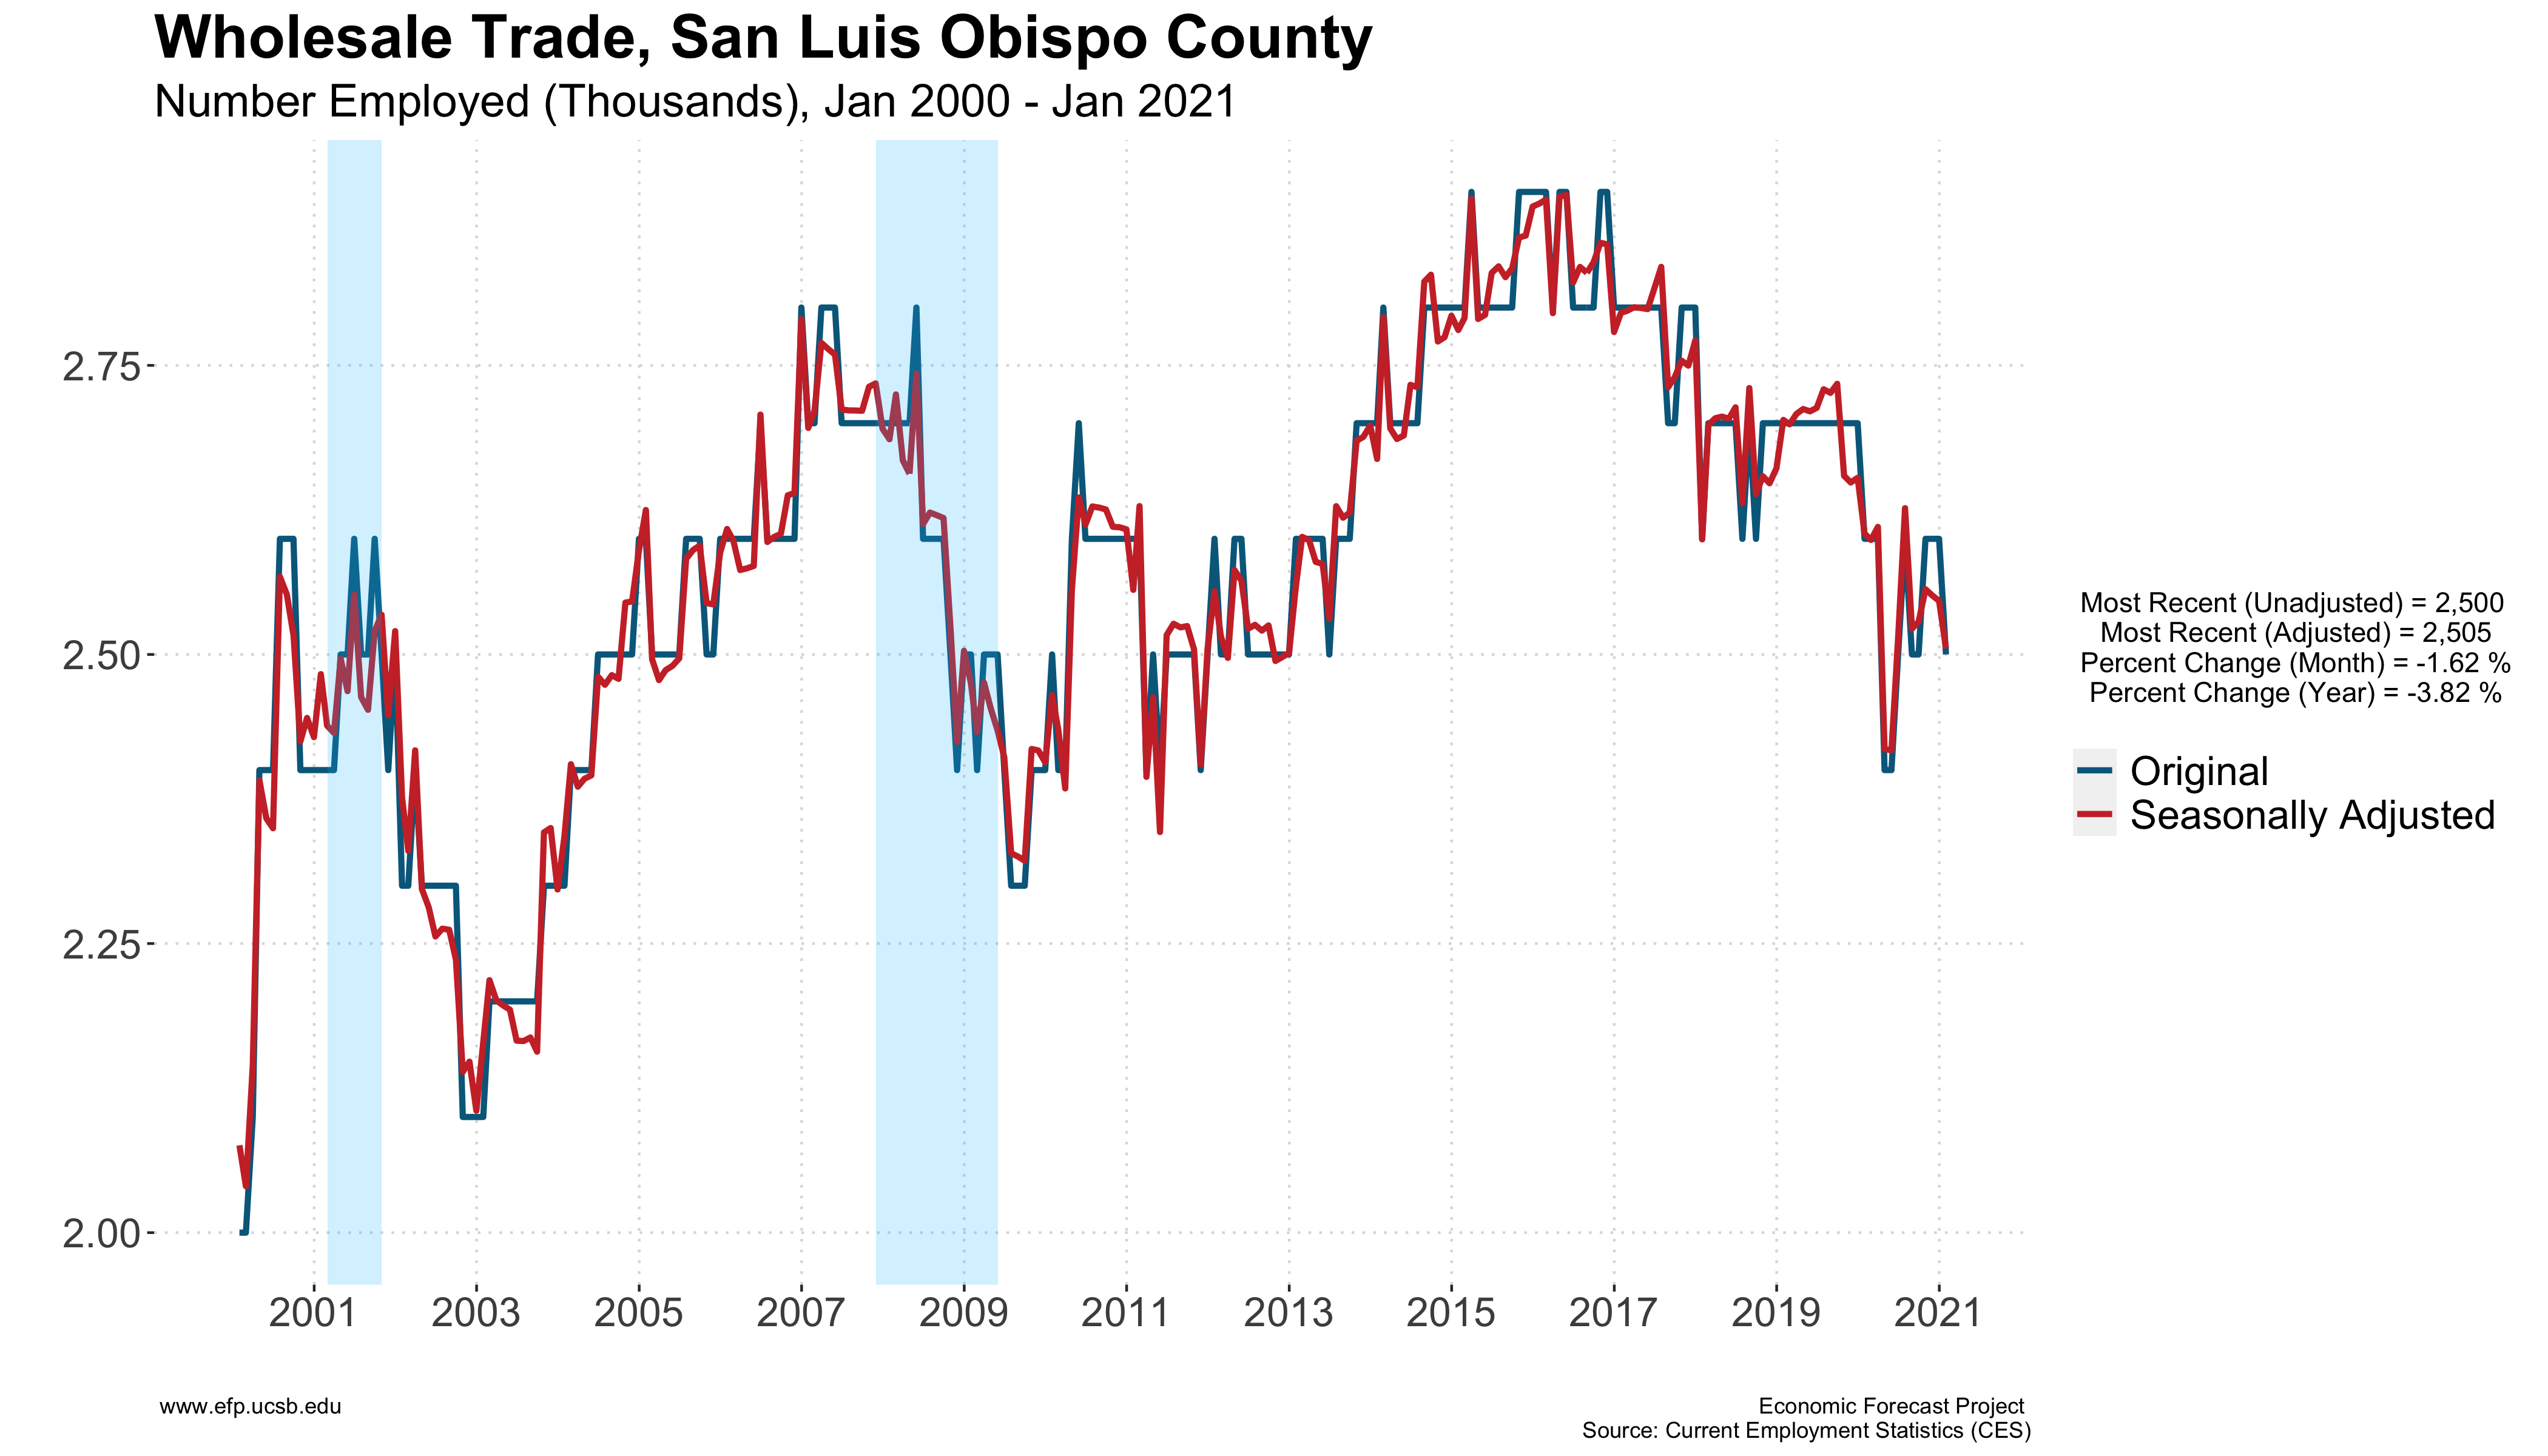 Wholesale Trade, San Luis Obispo County
Number Employed (Thousands), Jan 2000 - Jan 2021
2.75
2.50
2.25
2.00
2001 2003 2005 2007 2009 2011 2013 2015 2017 2019 2021
Most Recent (Unadjusted) = 2,500
Most Recent (Adjusted) = 2,505
Percent Change (Month) = -1.62 %
Percent Change (Year) = -3.82 %
Original
Seasonally Adjusted
www.efp.ucsb.edu
Economic Forecast Project
Source: Current Employment Statistics (CES)